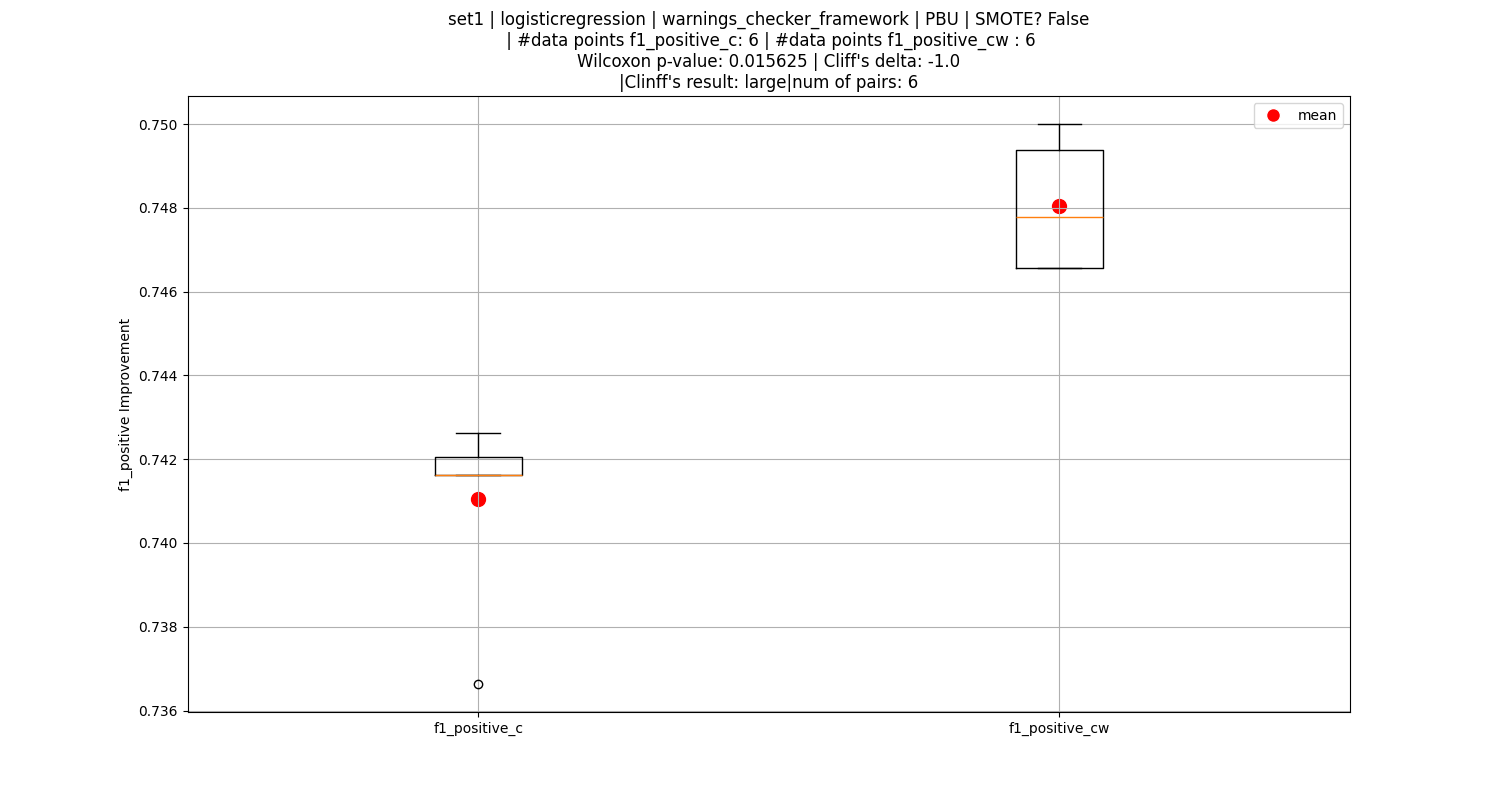 set1 | logisticregression | warnings_checker_framework | PBU | SMOTE? False
| #data points f1_positive_c: 6 | #data points f1_positive_cw : 6
Wilcoxon p-value: 0.015625 | Cliff's delta: -1.0
|Clinff's result: large|num of pairs: 6
mean
0.750
0.748
0.746
0.744
0.742
0.740
0.738
0.736
f1_positive Improvement
f1_positive_c
f1_positive_cw